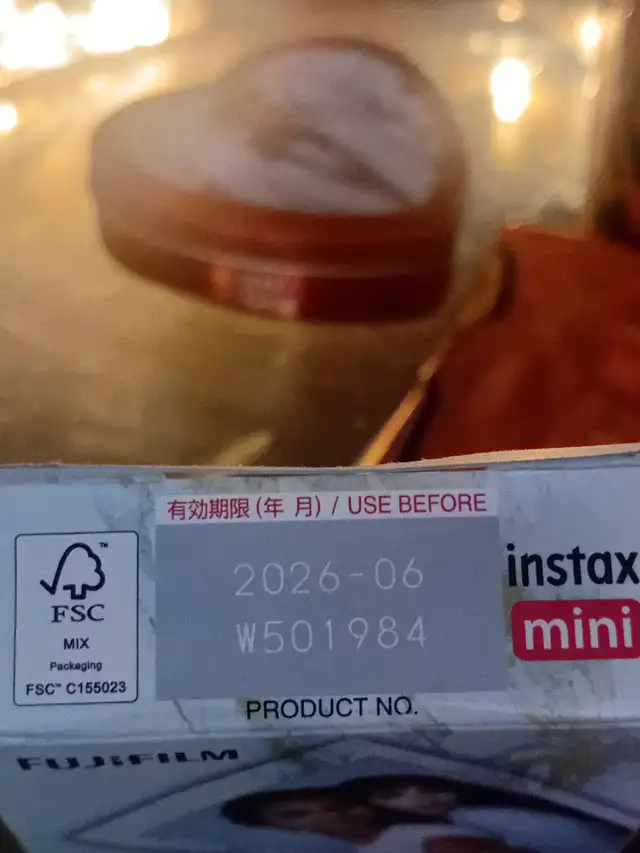 有効期限(年 月) / USE BEFORE
2026-06
W501984
PRODUCT NO.
FSC
MIX
Packaging
FSC™ C155023
instax
mini
FUJIFILM